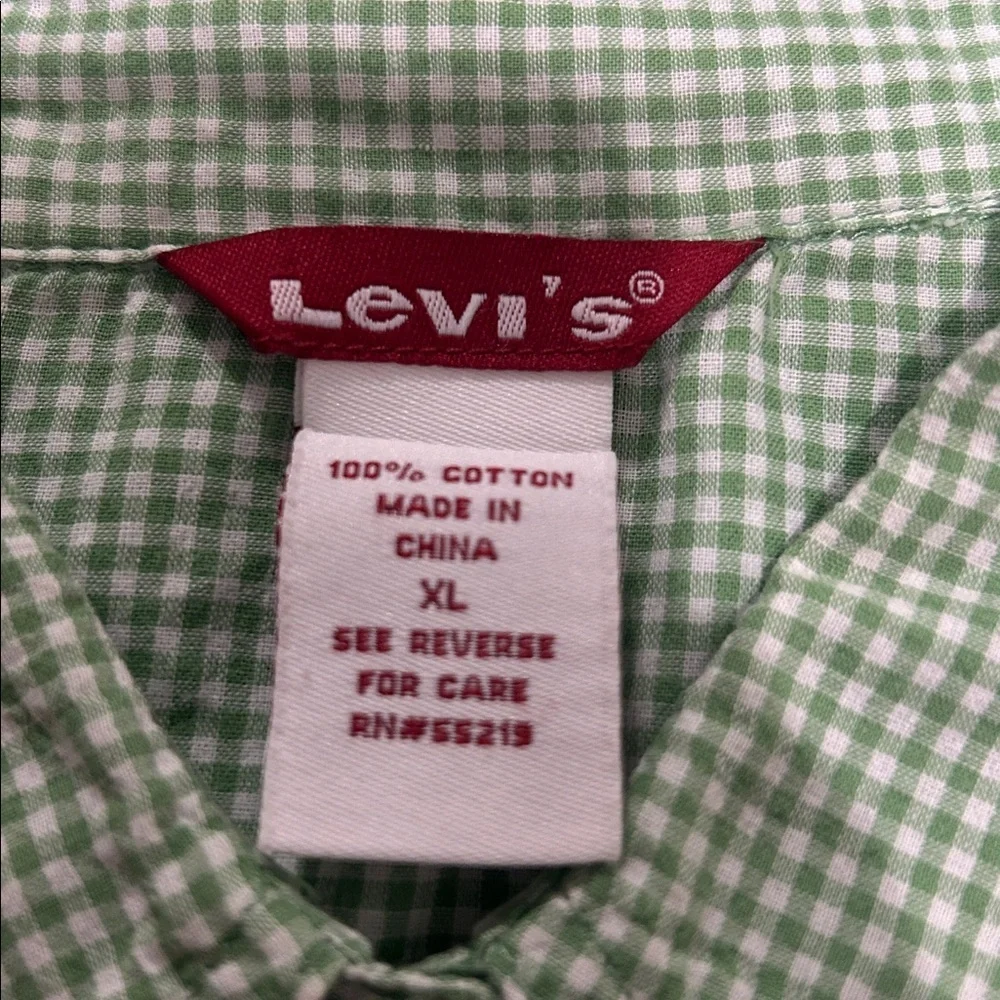 Levi's®
100% COTTON
MADE IN
CHINA
XL
SEE REVERSE
FOR CARE
RN#55219